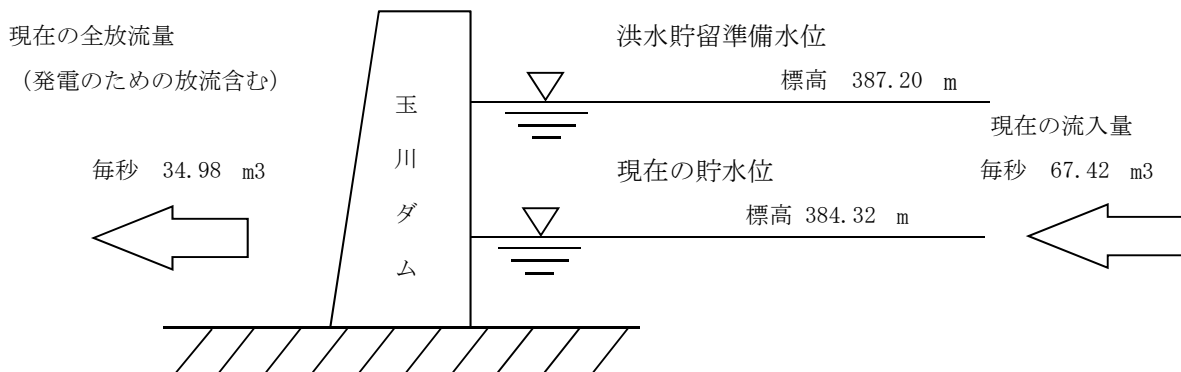 現在の全放流量
（発電のための放流含む）
毎秒 34.98 m3
玉川ダム
洪水貯留準備水位
標高 387.20 m
現在の貯水位
標高 384.32 m
現在の流入量
毎秒 67.42 m3